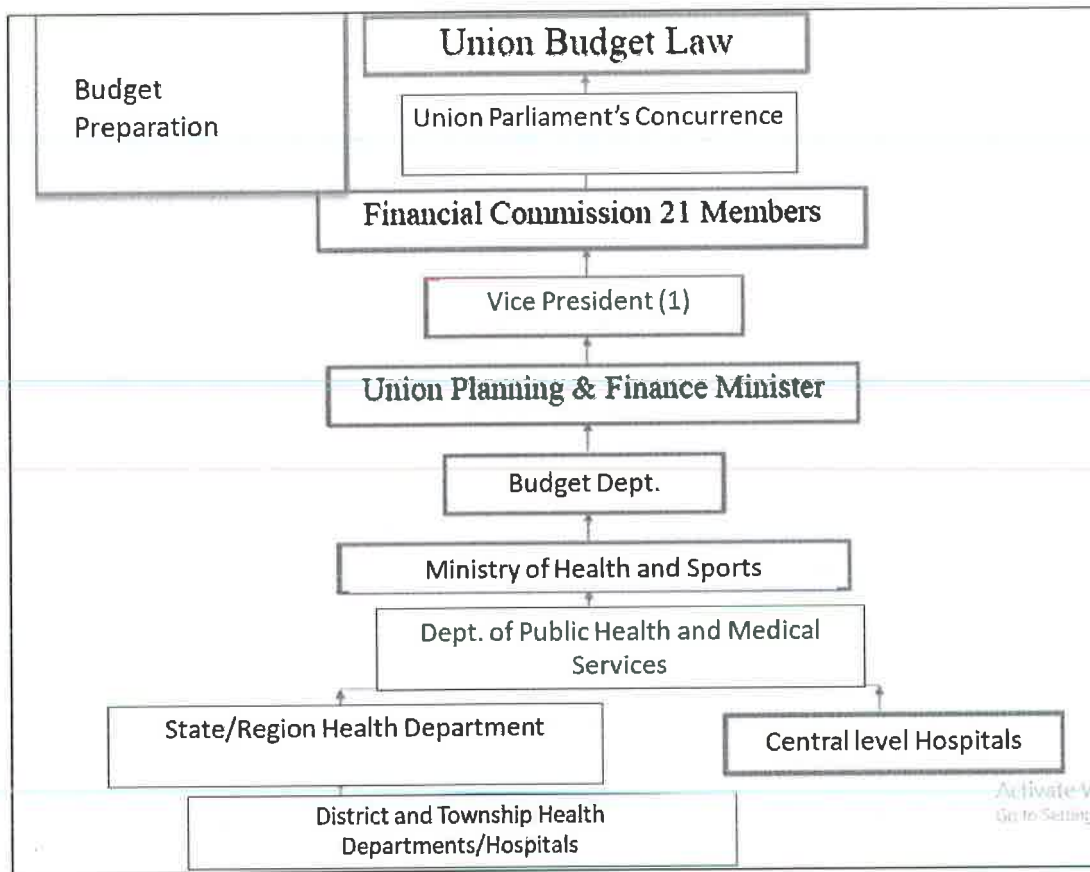 Budget
Preparation
Union Budget Law
Union Parliament's Concurrence
Financial Commission 21 Members
Vice President (1)
Union Planning & Finance Minister
Budget Dept.
Ministry of Health and Sports
Dept. of Public Health and Medical
Services
State/Region Health Department
Central level Hospitals
District and Township Health
Departments/Hospitals
Activate
Go to Setting